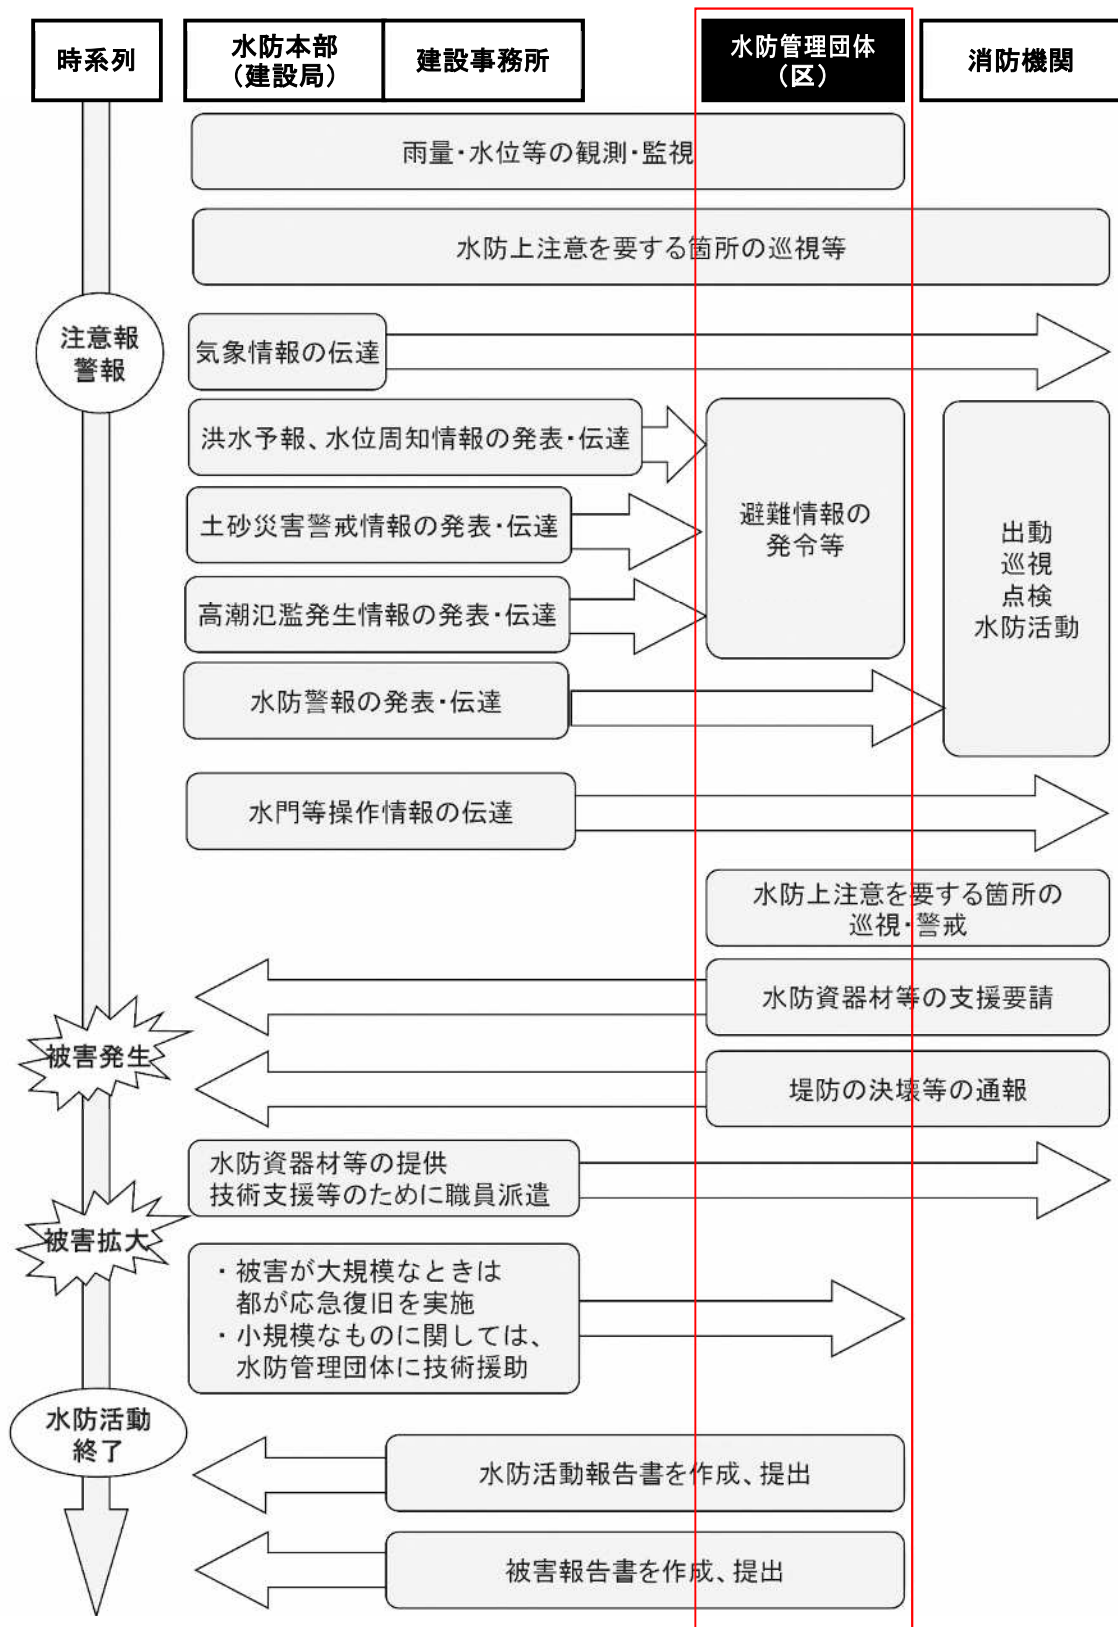 時系列
水防本部
（建設局）
建設事務所
水防管理団体
（区）
消防機関
雨量・水位等の観測・監視
水防上注意を要する箇所の巡視等
注意報
警報
気象情報の伝達
洪水予報、水位周知情報の発表・伝達
土砂災害警戒情報の発表・伝達
高潮氾濫発生情報の発表・伝達
避難情報の
発令等
出動
巡視
点検
水防活動
水防警報の発表・伝達
水門等操作情報の伝達
水防上注意を要する箇所の
巡視・警戒
水防資器材等の支援要請
被害発生
堤防の決壊等の通報
水防資器材等の提供
技術支援等のために職員派遣
被害拡大
・被害が大規模なときは
都が応急復旧を実施
・小規模なものに関しては、
水防管理団体に技術援助
水防活動
終了
水防活動報告書を作成、提出
被害報告書を作成、提出